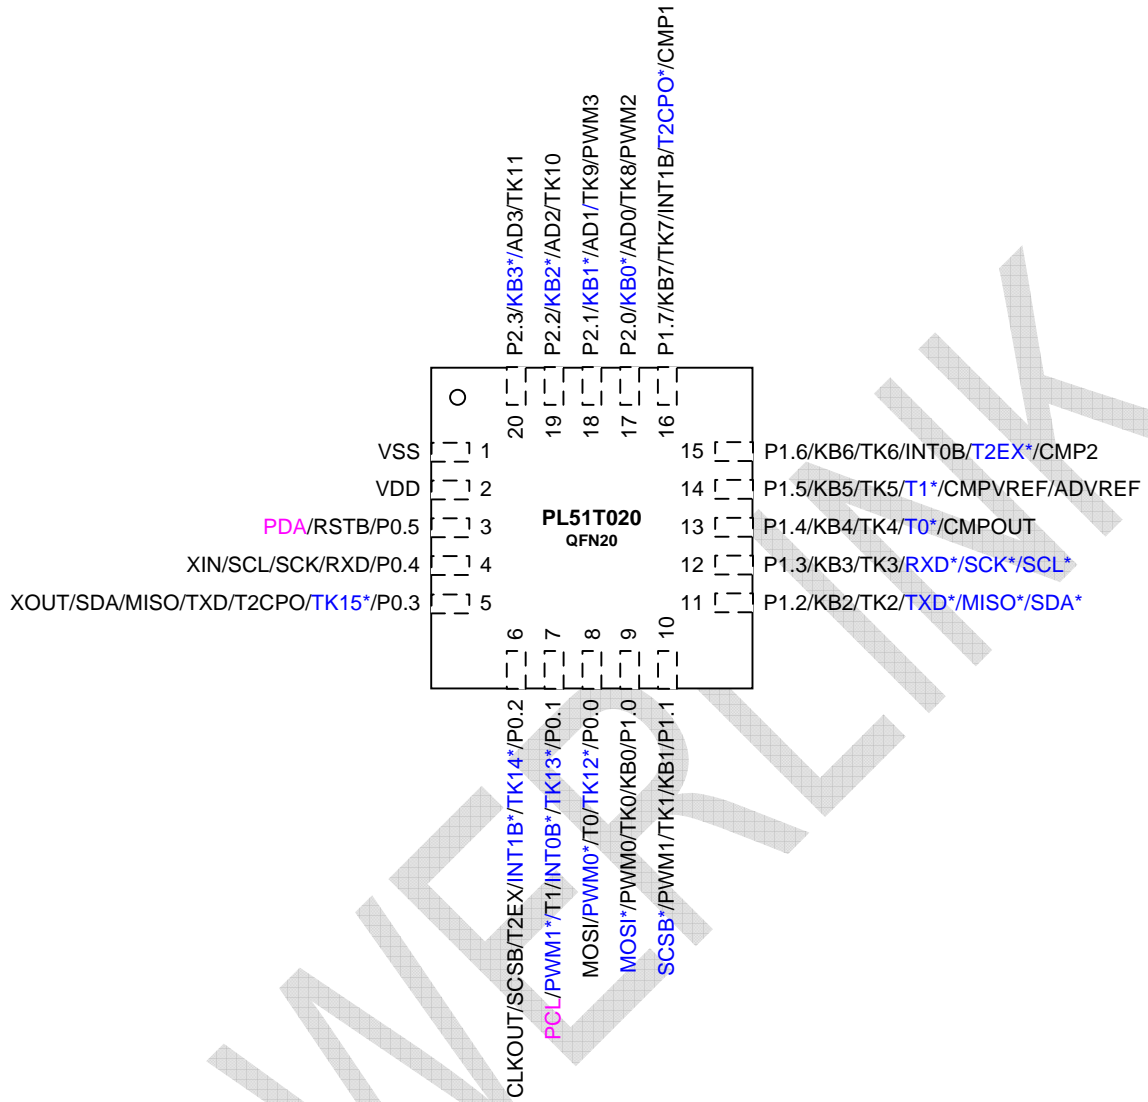 P2.3/KB3*/AD3/TK11
P2.2/KB2*/AD2/TK10
P2.1/KB1*/AD1/TK9/PWM3
P2.0/KB0*/AD0/TK8/PWM2
P1.7/KB7/TK7/INT1B/T2CPO*/CMP1
20
19
18
17
16
VSS 1
VDD 2
PDA/RSTB/P0.5 3
XIN/SCL/SCK/RXD/P0.4 4
XOUT/SDA/MISO/TXD/T2CPO/TK15*/P0.3 5
PL51T020
QFN20
15 P1.6/KB6/TK6/INT0B/T2EX*/CMP2
14 P1.5/KB5/TK5/T1*/CMPVREF/ADVREF
13 P1.4/KB4/TK4/T0*/CMPOUT
12 P1.3/KB3/TK3/RXD*/SCK*/SCL*
11 P1.2/KB2/TK2/TXD*/MISO*/SDA*
6
7
8
9
10
CLKOUT/SCSB/T2EX/INT1B*/TK14*/P0.2
PCL/PWM1*/T1/INT0B*/TK13*/P0.1
MOSI/PWM0*/T0/TK12*/P0.0
MOSI*/PWM0/TK0/KB0/P1.0
SCSB*/PWM1/TK1/KB1/P1.1
WERLINK